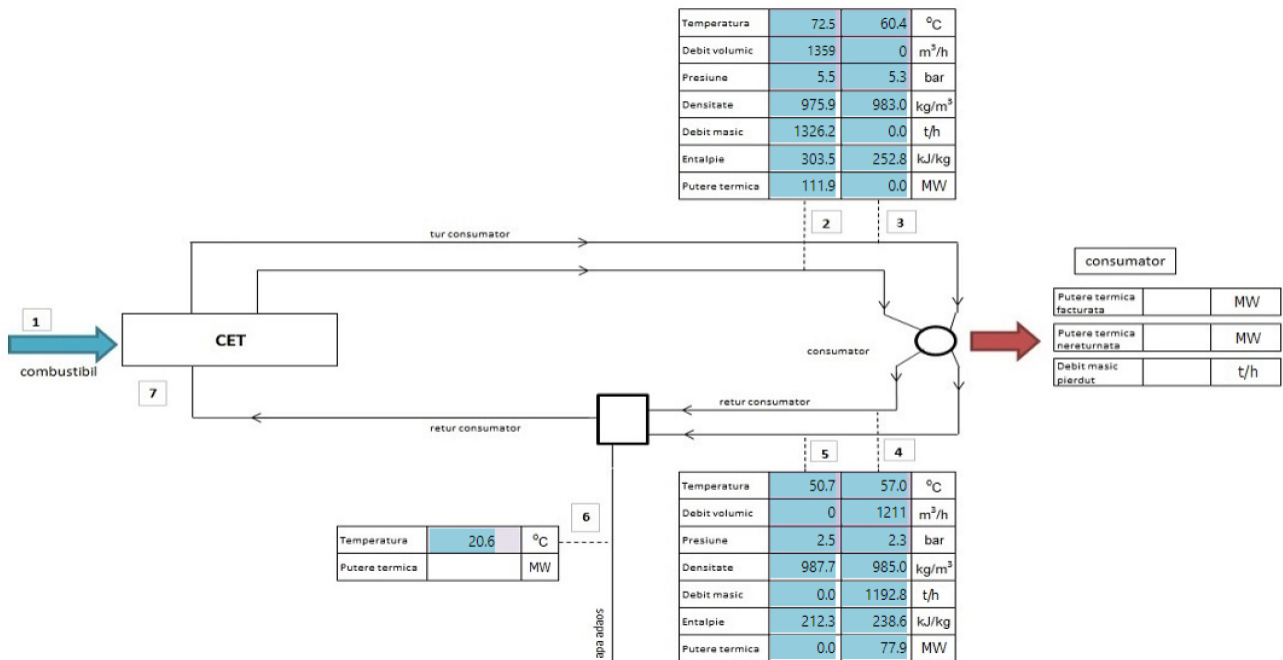 Temperatura 72.5 60.4 °C
Debit volumic 1359 0 m³/h
Presiune 5.5 5.3 bar
Densitate 975.9 983.0 kg/m³
Debit masic 1326.2 0.0 t/h
Entalpie 303.5 252.8 kJ/kg
Putere termica 111.9 0.0 MW
2 3
tur consumator
consumator
Putere termica facturata MW
Putere termica nereturnata MW
Debit masic pierdut t/h
1
CET
combustibil
consumator
7
retur consumator
retur consumator
5 4
6
Temperatura 20.6 °C
Putere termica MW
apa adaos
Temperatura 50.7 57.0 °C
Debit volumic 0 1211 m³/h
Presiune 2.5 2.3 bar
Densitate 987.7 985.0 kg/m³
Debit masic 0.0 1192.8 t/h
Entalpie 212.3 238.6 kJ/kg
Putere termica 0.0 77.9 MW